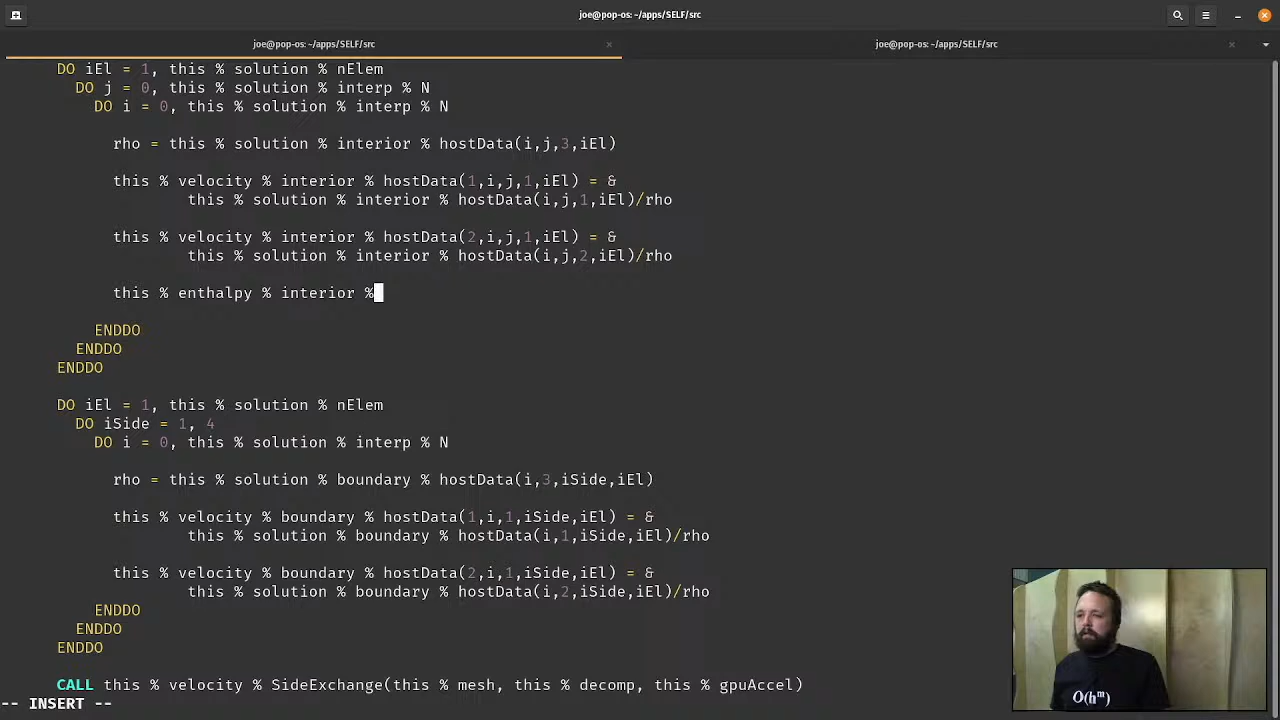 joe@pop-os: ~/apps/SELF/src
joe@pop-os: ~/apps/SELF/src
joe@pop-os: ~/apps/SELF/src
DO iEl = 1, this % solution % nElem
DO j = 0, this % solution % interp % N
DO i = 0, this % solution % interp % N
rho = this % solution % interior % hostData(i,j,3,iEl)
this % velocity % interior % hostData(1,i,j,1,iEl) = &
this % solution % interior % hostData(i,j,1,iEl)/rho
this % velocity % interior % hostData(2,i,j,1,iEl) = &
this % solution % interior % hostData(i,j,2,iEl)/rho
this % enthalpy % interior %
ENDDO
ENDDO
ENDDO
DO iEl = 1, this % solution % nElem
DO iSide = 1, 4
DO i = 0, this % solution % interp % N
rho = this % solution % boundary % hostData(i,3,iSide,iEl)
this % velocity % boundary % hostData(1,i,1,iSide,iEl) = &
this % solution % boundary % hostData(i,1,iSide,iEl)/rho
this % velocity % boundary % hostData(2,i,1,iSide,iEl) = &
this % solution % boundary % hostData(i,2,iSide,iEl)/rho
ENDDO
ENDDO
ENDDO
CALL this % velocity % SideExchange(this % mesh, this % decomp, this % gpuAccel)
-- INSERT --
O(hᵐ)